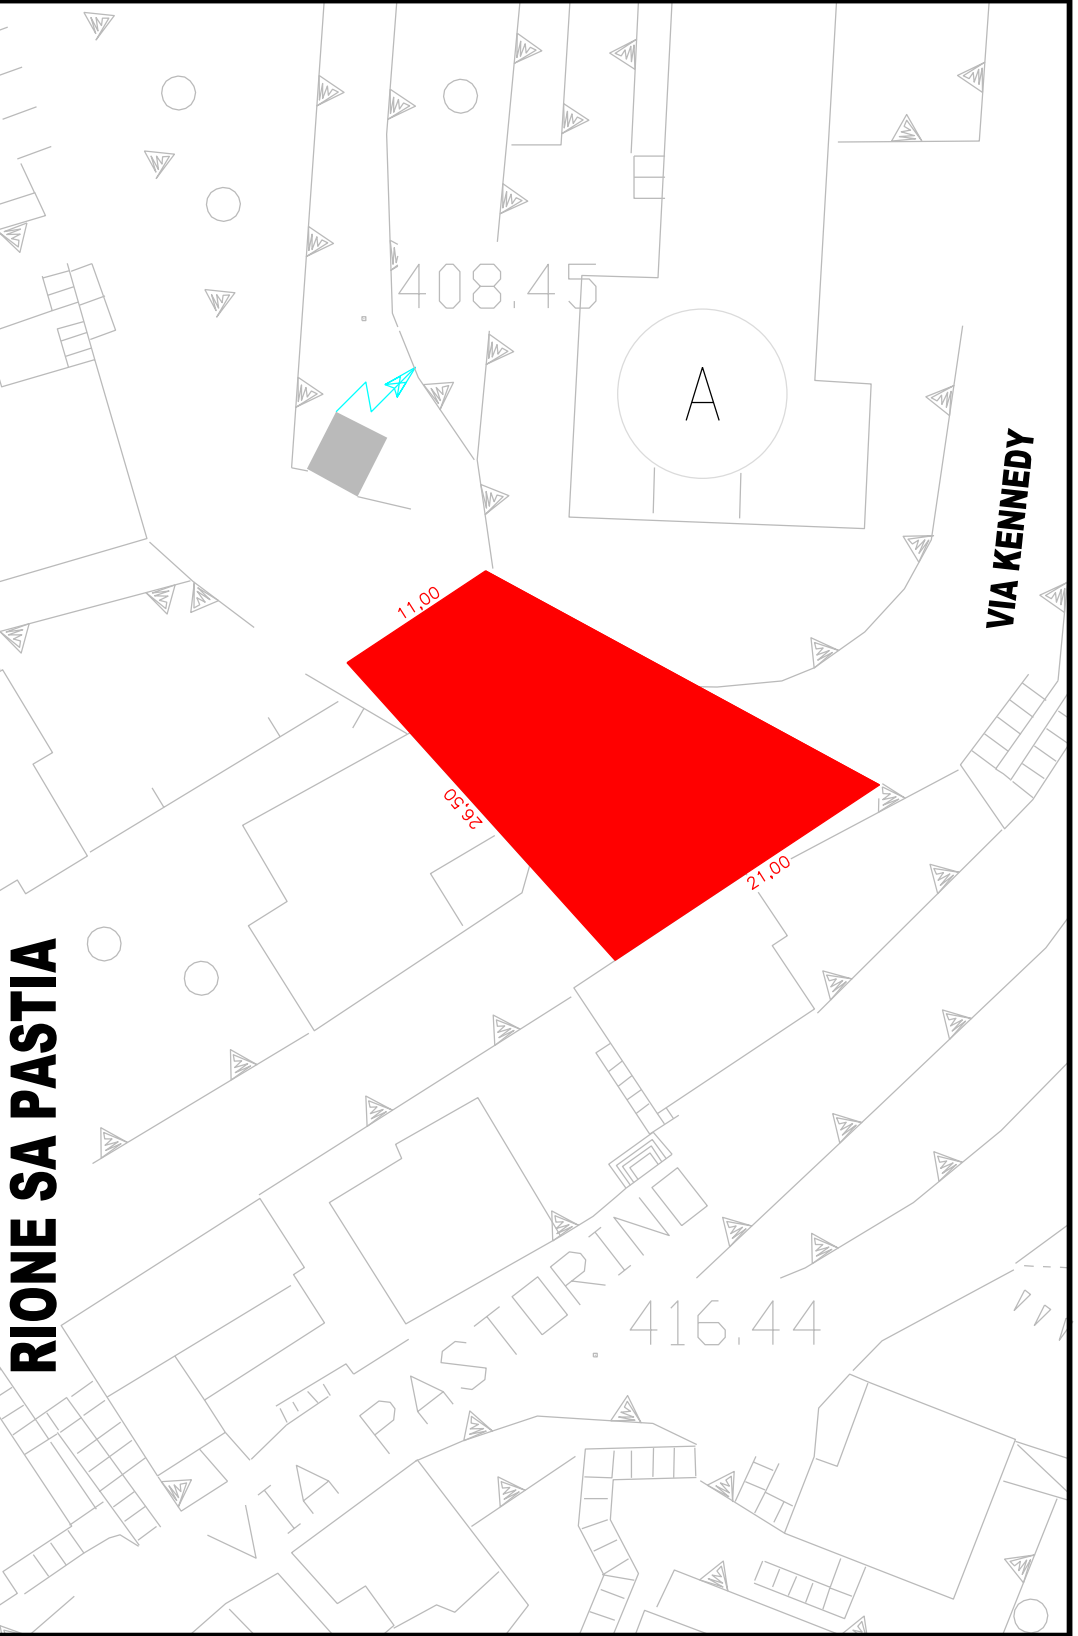 408.45
A
VIA KENNEDY
11,00
26,50
21,00
RIONE SA PASTIA
416.44
VIA PASTORINO